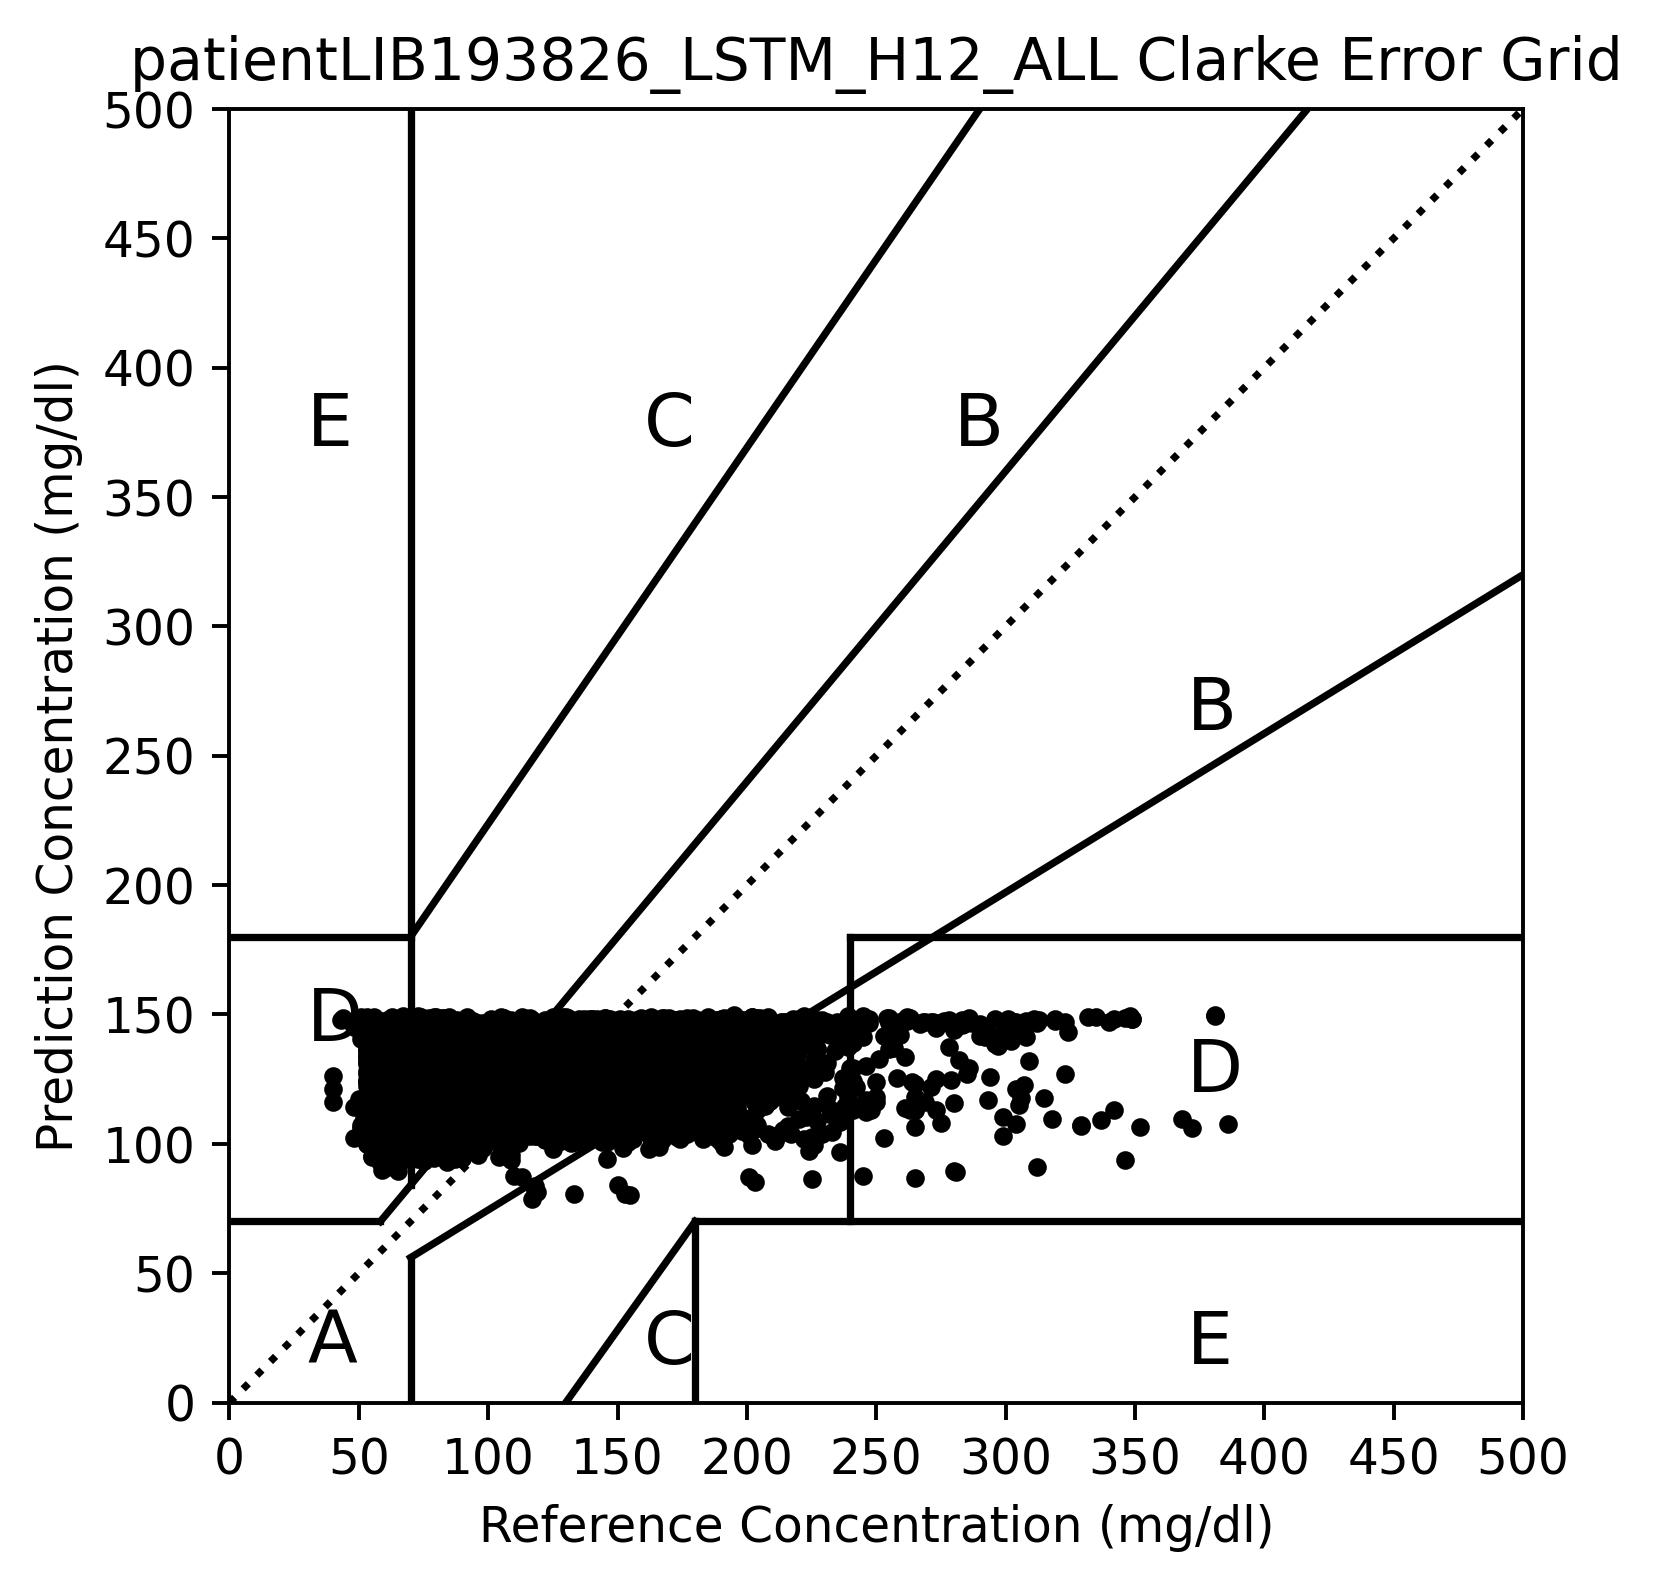 patientLIB193826_LSTM_H12_ALL Clarke Error Grid
500
450
400
350
300
250
200
150
100
50
0
Prediction Concentration (mg/dl)
E
C
B
B
D
D
A
C
E
0 50 100 150 200 250 300 350 400 450 500
Reference Concentration (mg/dl)